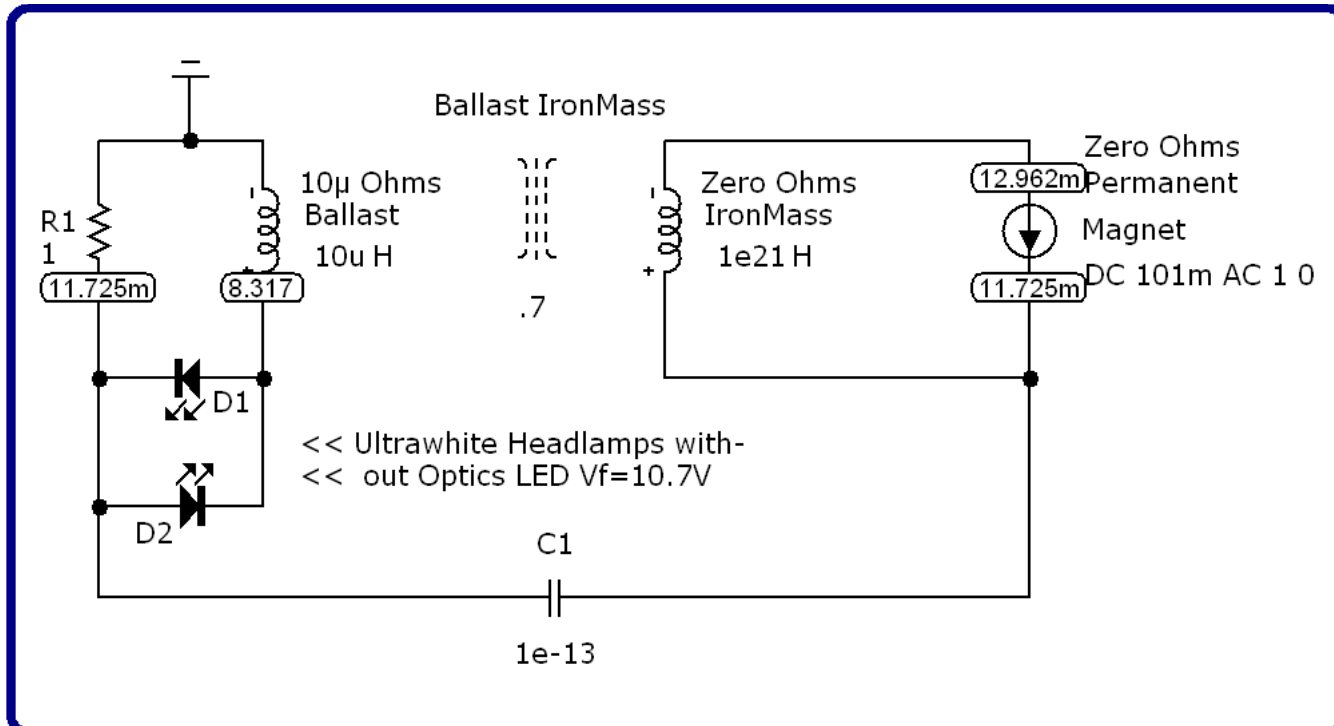 Ballast IronMass
10µ Ohms
Ballast
10u H
R1
1
11.725m
8.317
.7
Zero Ohms
IronMass
1e21 H
Zero Ohms
12.962m
Permanent
Magnet
11.725m
DC 101m AC 1 0
D1
<< Ultrawhite Headlamps with-
<< out Optics LED Vf=10.7V
D2
C1
1e-13